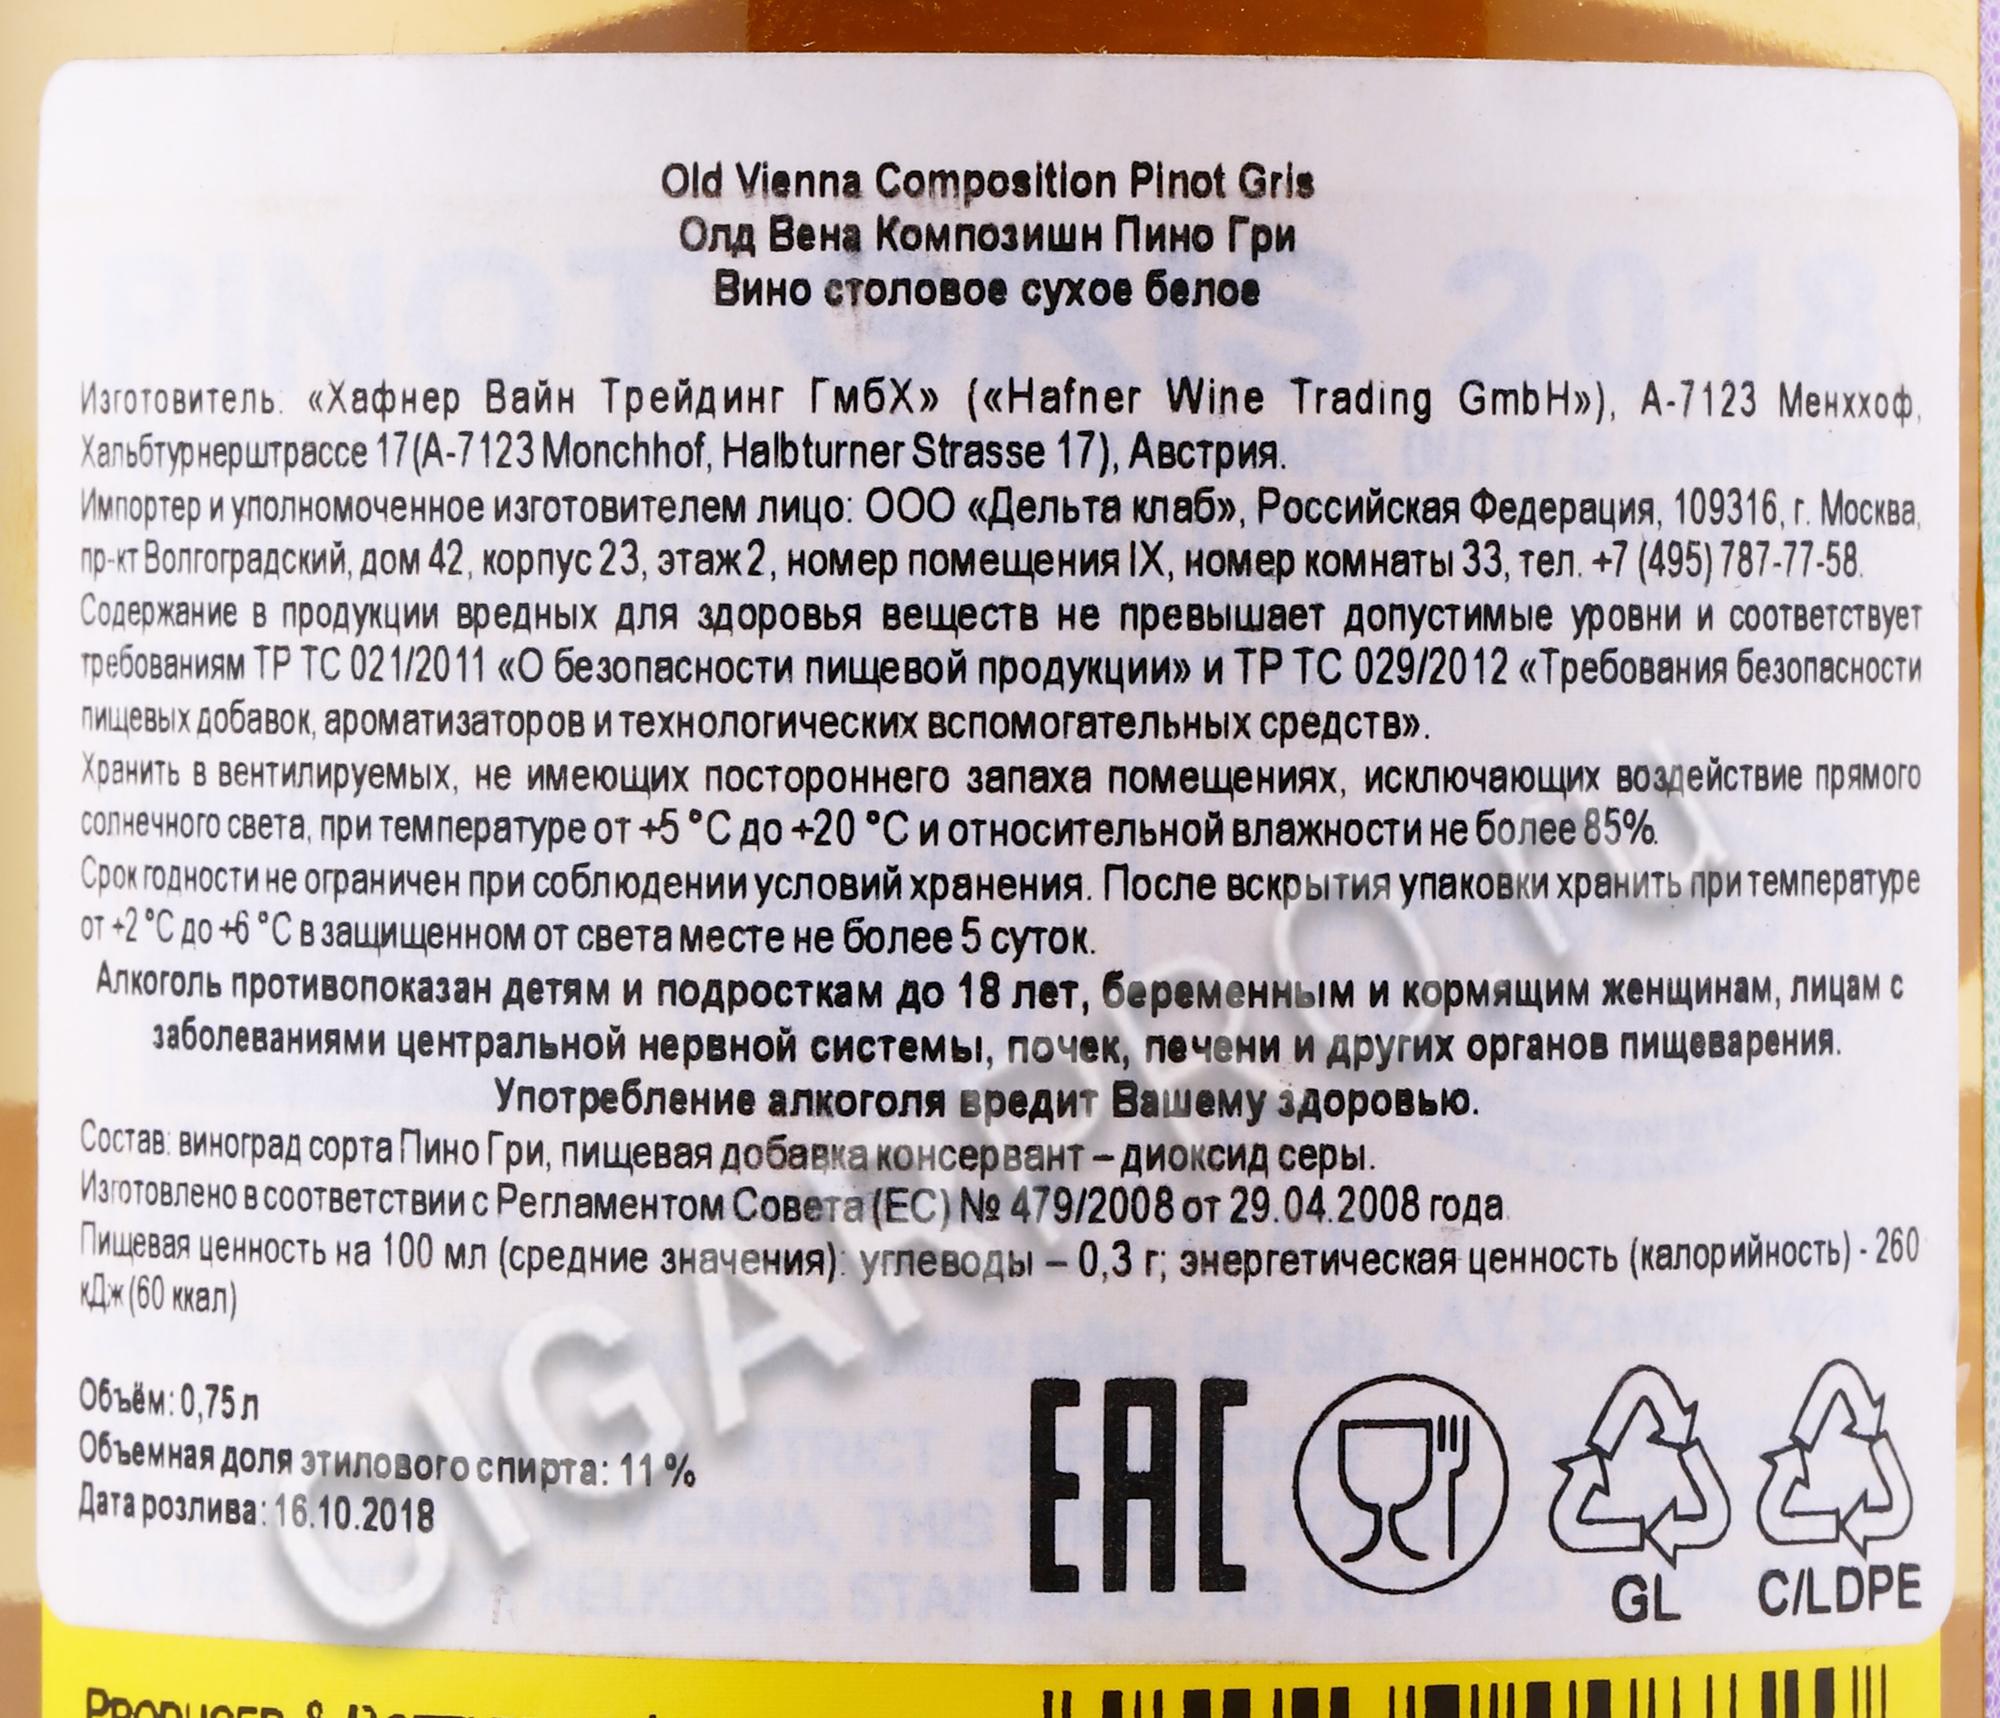 Old Vienna Composition Pinot Gris
Олд Вена Композишн Пино Гри
Вино столовое сухое белое
Изготовитель: «Хафнер Вайн Трейдинг ГмбХ» («Hafner Wine Trading GmbH»), А-7123 Менххоф,
Хальбтурнерштрассе 17(A-7123 Monchhof, Halbturner Strasse 17), Австрия.
Импортер и уполномоченное изготовителем лицо: ООО «Дельта клаб», Российская Федерация, 109316, г. Москва,
пр-кт Волгоградский, дом 42, корпус 23, этаж 2, номер помещения IX, номер комнаты 33, тел. +7 (495) 787-77-58.
Содержание в продукции вредных для здоровья веществ не превышает допустимые уровни и соответствует
требованиям ТР ТС 021/2011 «О безопасности пищевой продукции» и ТР ТС 029/2012 «Требования безопасности
пищевых добавок, ароматизаторов и технологических вспомогательных средств».
Хранить в вентилируемых, не имеющих постороннего запаха помещениях, исключающих воздействие прямого
солнечного света, при температуре от +5 °С до +20 °С и относительной влажности не более 85%.
Срок годности не ограничен при соблюдении условий хранения. После вскрытия упаковки хранить при температуре
от +2 °С до +6 °С в защищенном от света месте не более 5 суток.
Алкоголь противопоказан детям и подросткам до 18 лет, беременным и кормящим женщинам, лицам с
заболеваниями центральной нервной системы, почек, печени и других органов пищеварения.
Употребление алкоголя вредит Вашему здоровью.
Состав: виноград сорта Пино Гри, пищевая добавка консервант – диоксид серы.
Изготовлено в соответствии с Регламентом Совета (ЕС) № 479/2008 от 29.04.2008 года.
Пищевая ценность на 100 мл (средние значения): углеводы – 0,3 г; энергетическая ценность (калорийность) - 260
кДж (60 ккал)
Объём: 0,75 л
Объемная доля этилового спирта: 11 %
Дата розлива: 16.10.2018
EAC
GL
C/LDPE
CIGARPRO.ru
PRODUCER &